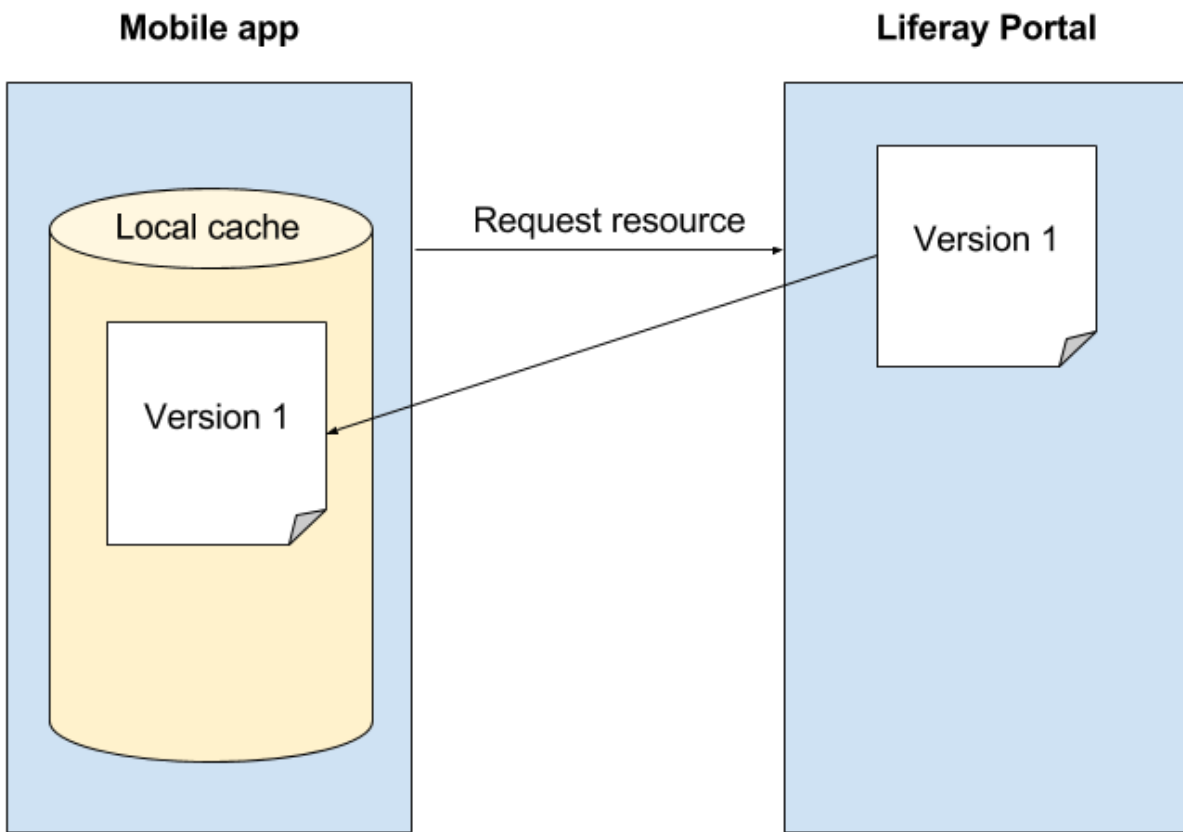 Mobile app
Liferay Portal
Local cache
Request resource
Version 1
Version 1